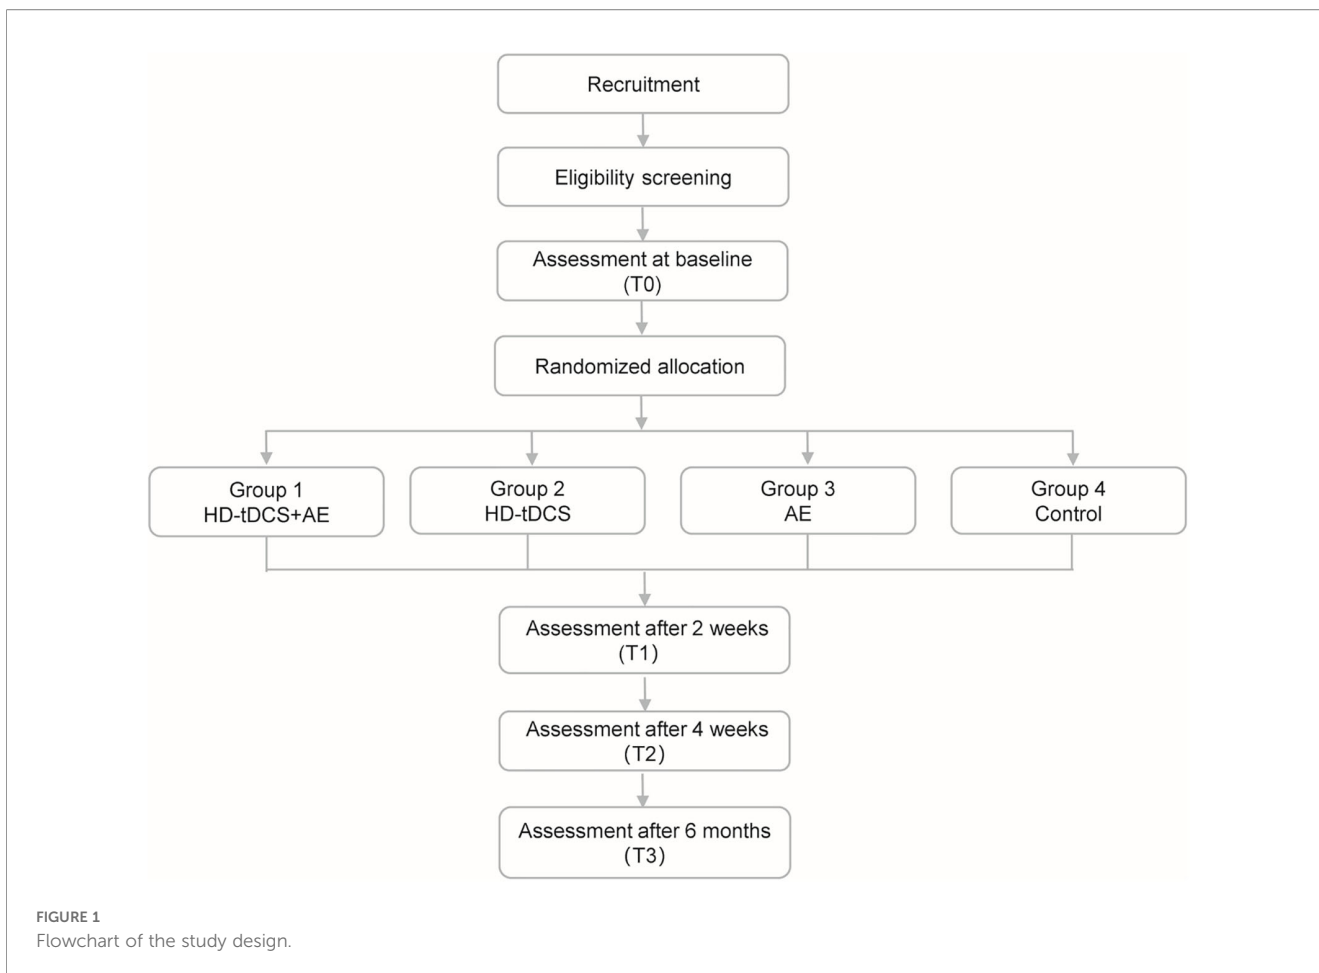 Recruitment
Eligibility screening
Assessment at baseline
(T0)
Randomized allocation
Group 1
HD-tDCS+AE
Group 2
HD-tDCS
Group 3
AE
Group 4
Control
Assessment after 2 weeks
(T1)
Assessment after 4 weeks
(T2)
Assessment after 6 months
(T3)
FIGURE 1
Flowchart of the study design.